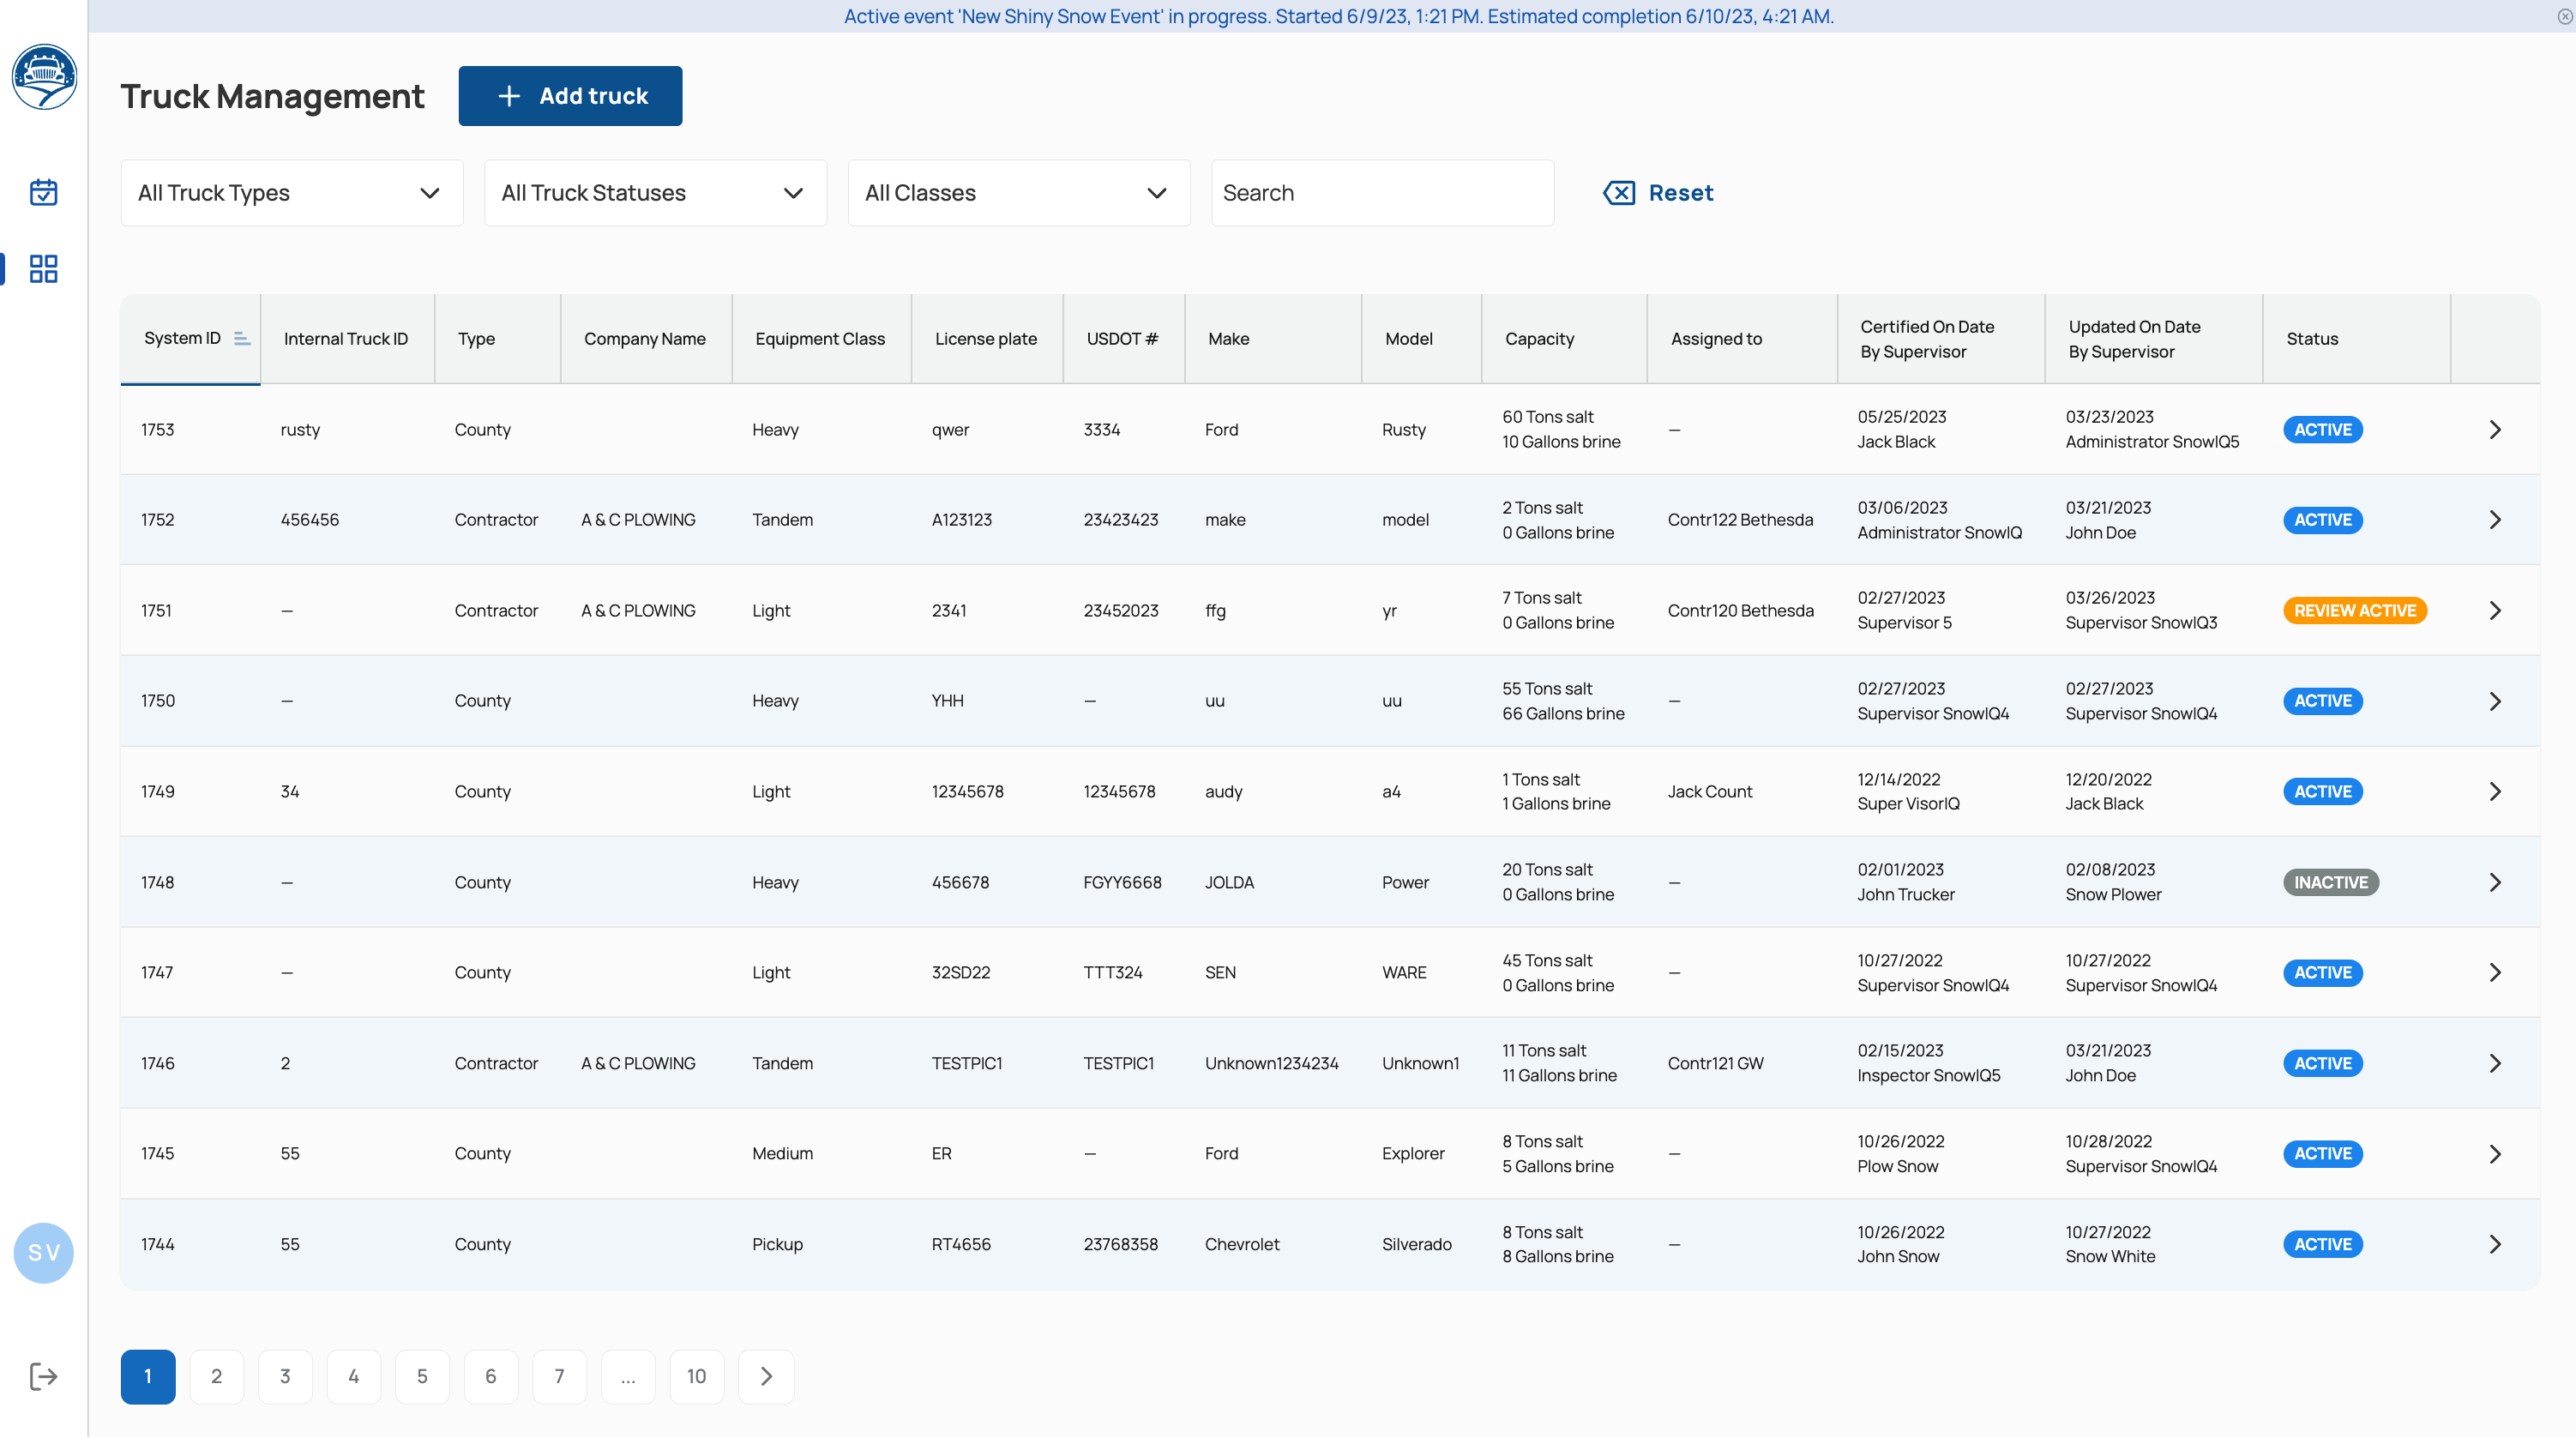 Active event 'New Shiny Snow Event' in progress. Started 6/9/23, 1:21 PM. Estimated completion 6/10/23, 4:21 AM.
Truck Management
Add truck
All Truck Types
All Truck Statuses
All Classes
Search
Reset
System ID Internal Truck ID Type Company Name Equipment Class License plate USDOT # Make Model Capacity Assigned to Certified On Date By Supervisor Updated On Date By Supervisor Status
1753 rusty County Heavy qwer 3334 Ford Rusty 60 Tons salt 10 Gallons brine — 05/25/2023 Jack Black 03/23/2023 Administrator SnowIQ5 ACTIVE
1752 456456 Contractor A & C PLOWING Tandem A123123 23423423 make model 2 Tons salt 0 Gallons brine Contr122 Bethesda 03/06/2023 Administrator SnowIQ 03/21/2023 John Doe ACTIVE
1751 — Contractor A & C PLOWING Light 2341 23452023 ffg yr 7 Tons salt 0 Gallons brine Contr120 Bethesda 02/27/2023 Supervisor 5 03/26/2023 Supervisor SnowIQ3 REVIEW ACTIVE
1750 — County Heavy YHH — uu uu 55 Tons salt 66 Gallons brine — 02/27/2023 Supervisor SnowIQ4 02/27/2023 Supervisor SnowIQ4 ACTIVE
1749 34 County Light 12345678 12345678 audy a4 1 Tons salt 1 Gallons brine Jack Count 12/14/2022 Super VisorIQ 12/20/2022 Jack Black ACTIVE
1748 — County Heavy 456678 FGYY6668 JOLDA Power 20 Tons salt 0 Gallons brine — 02/01/2023 John Trucker 02/08/2023 Snow Plower INACTIVE
1747 — County Light 32SD22 TTT324 SEN WARE 45 Tons salt 0 Gallons brine — 10/27/2022 Supervisor SnowIQ4 10/27/2022 Supervisor SnowIQ4 ACTIVE
1746 2 Contractor A & C PLOWING Tandem TESTPIC1 TESTPIC1 Unknown1234234 Unknown1 11 Tons salt 11 Gallons brine Contr121 GW 02/15/2023 Inspector SnowIQ5 03/21/2023 John Doe ACTIVE
1745 55 County Medium ER — Ford Explorer 8 Tons salt 5 Gallons brine — 10/26/2022 Plow Snow 10/28/2022 Supervisor SnowIQ4 ACTIVE
1744 55 County Pickup RT4656 23768358 Chevrolet Silverado 8 Tons salt 8 Gallons brine — 10/26/2022 John Snow 10/27/2022 Snow White ACTIVE
SV
1 2 3 4 5 6 7 ... 10